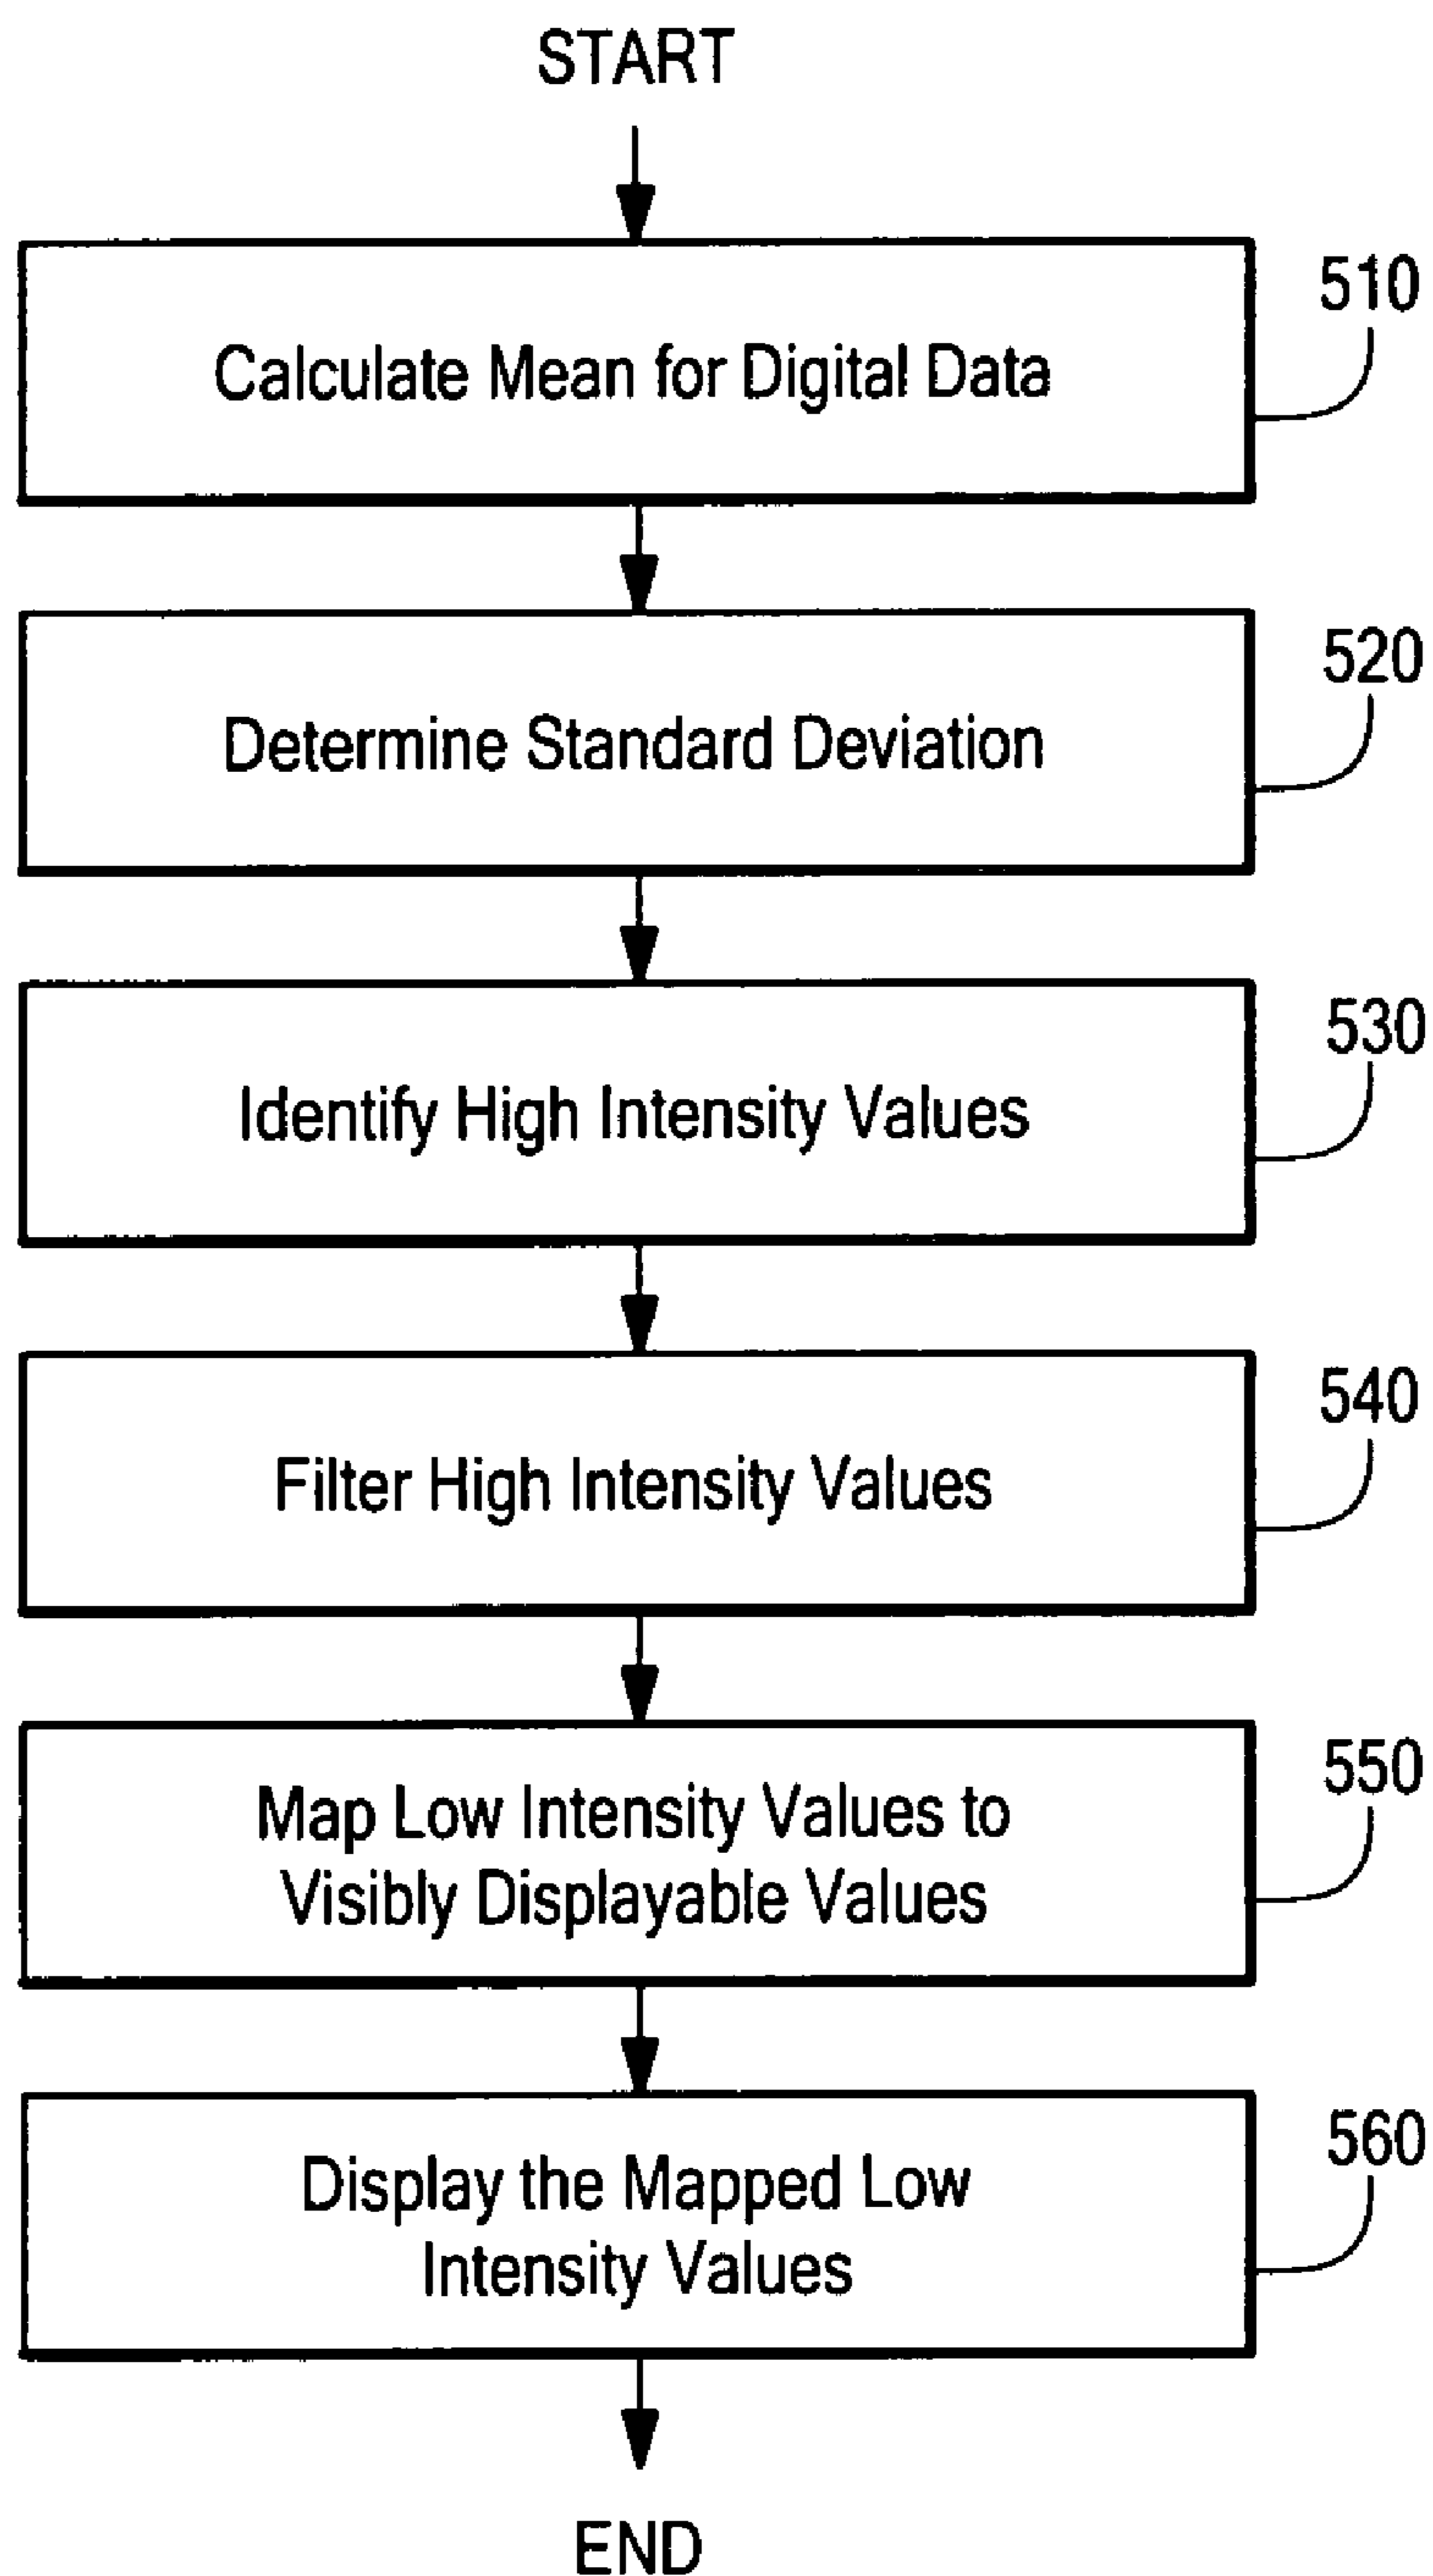 START
510
Calculate Mean for Digital Data
520
Determine Standard Deviation
530
Identify High Intensity Values
540
Filter High Intensity Values
550
Map Low Intensity Values to
Visibly Displayable Values
560
Display the Mapped Low
Intensity Values
END